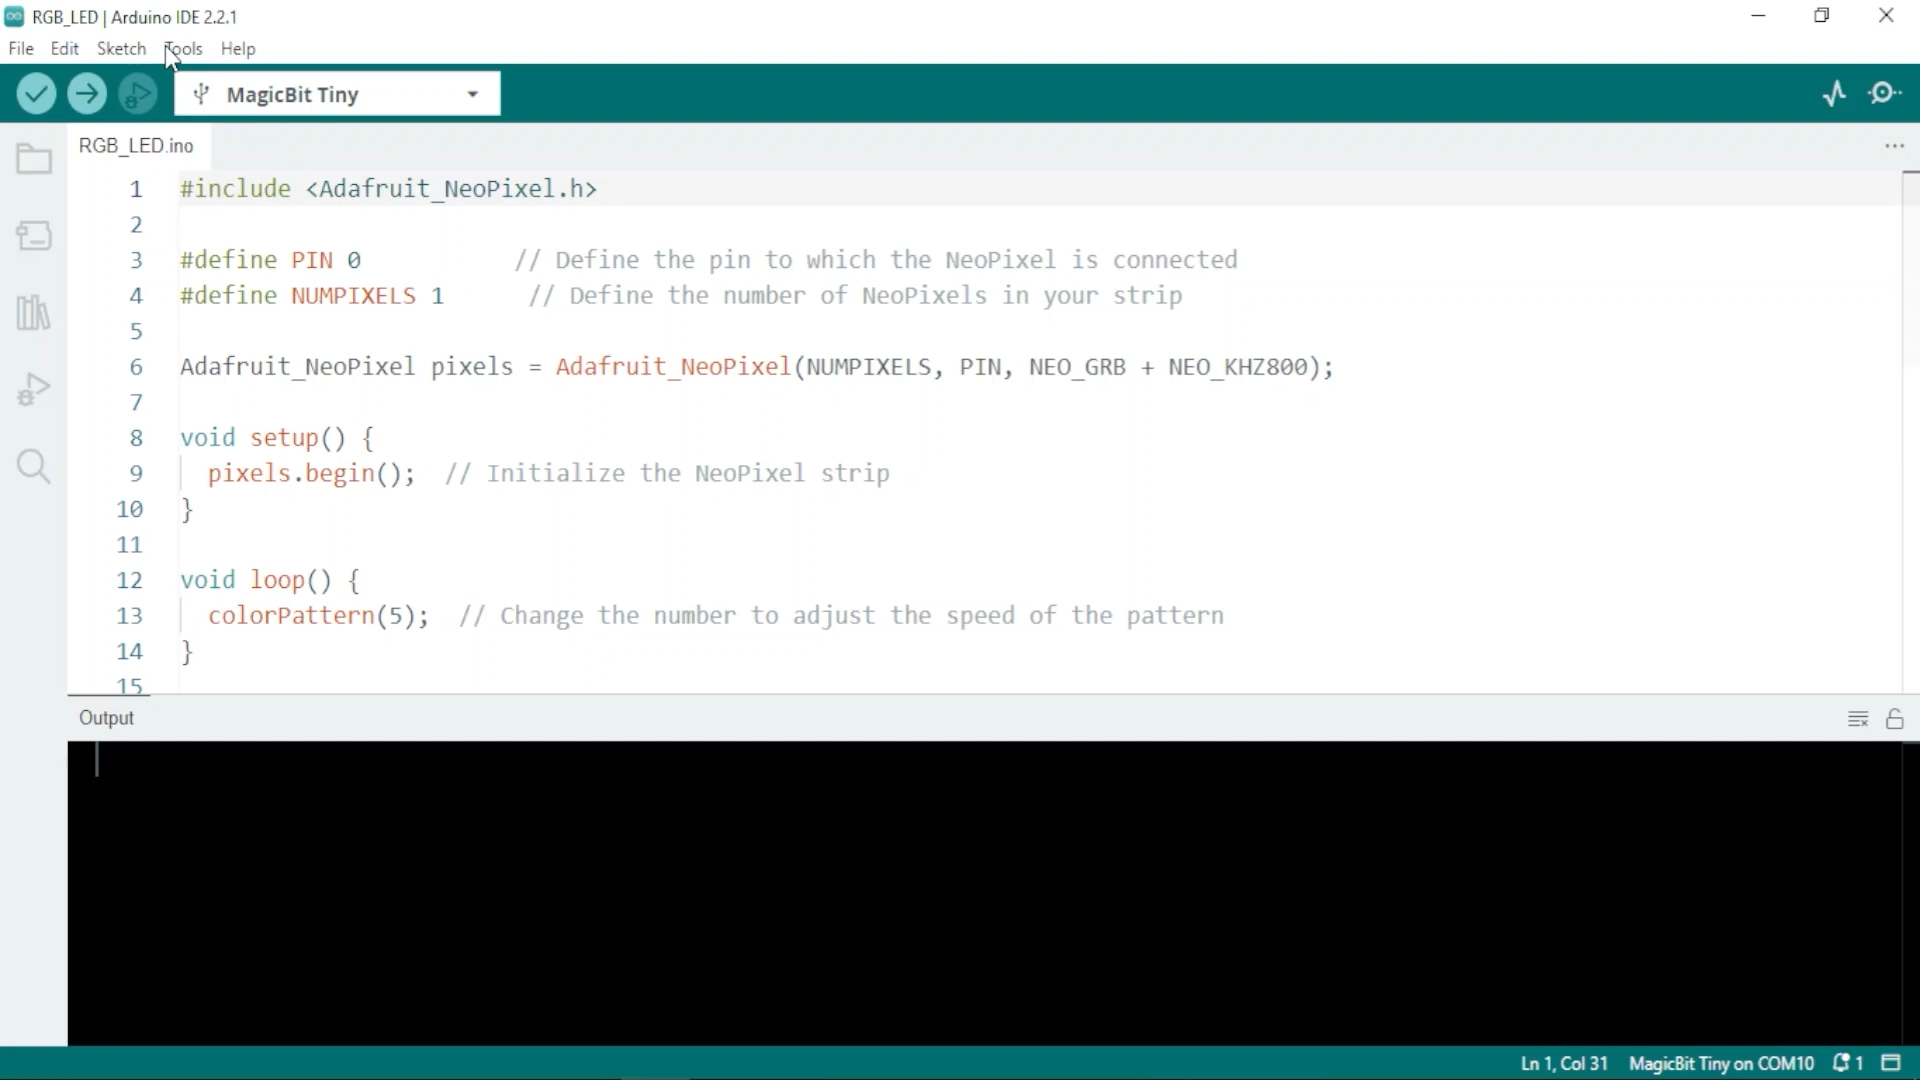 RGB_LED | Arduino IDE 2.2.1
File Edit Sketch Tools Help
MagicBit Tiny
RGB_LED.ino
1 #include <Adafruit_NeoPixel.h>
2
3 #define PIN 0 // Define the pin to which the NeoPixel is connected
4 #define NUMPIXELS 1 // Define the number of NeoPixels in your strip
5
6 Adafruit_NeoPixel pixels = Adafruit_NeoPixel(NUMPIXELS, PIN, NEO_GRB + NEO_KHZ800);
7
8 void setup() {
9 pixels.begin(); // Initialize the NeoPixel strip
10 }
11
12 void loop() {
13 colorPattern(5); // Change the number to adjust the speed of the pattern
14 }
15
Output
Ln 1, Col 31 MagicBit Tiny on COM10 1